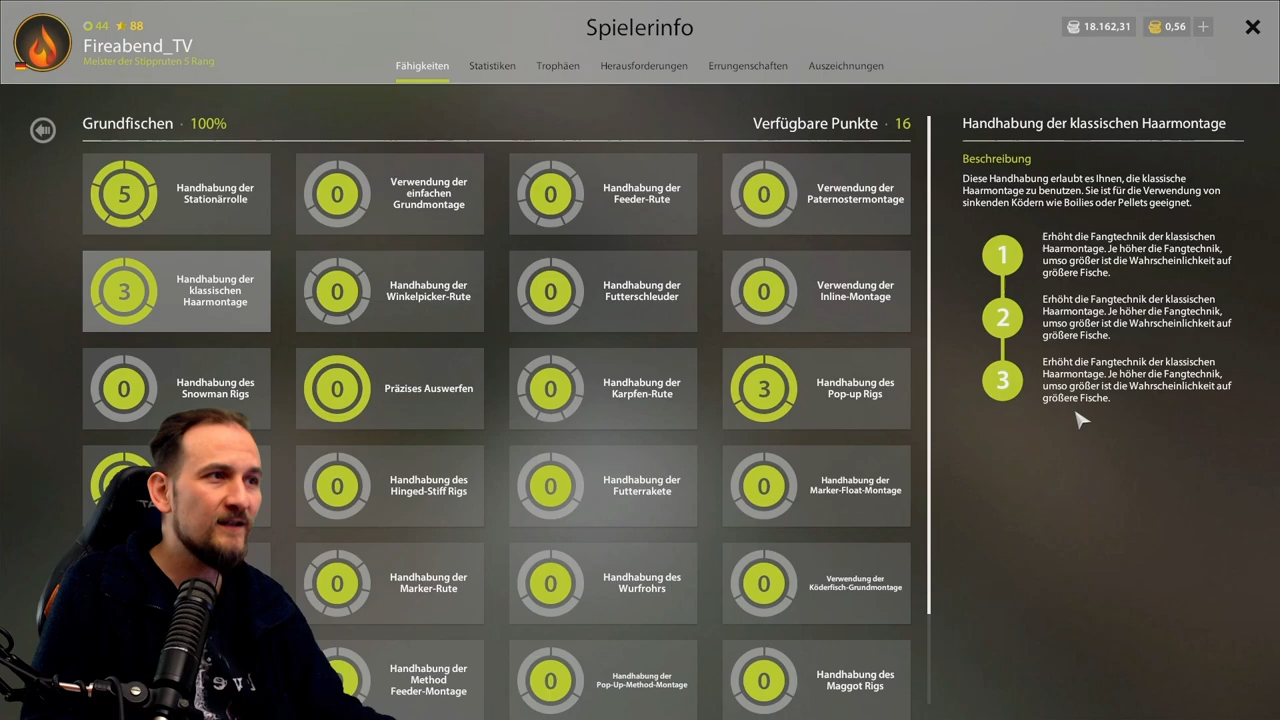 44 88
Fireabend_TV
Meister der Stippruten 5 Rang
Spielerinfo
18.162,31
0,56
Fähigkeiten
Statistiken
Trophäen
Herausforderungen
Errungenschaften
Auszeichnungen
Grundfischen · 100%
Verfügbare Punkte · 16
5
Handhabung der
Stationärrolle
0
Verwendung der
einfachen
Grundmontage
0
Handhabung der
Feeder-Rute
0
Verwendung der
Paternostermontage
3
Handhabung der
klassischen
Haarmontage
0
Handhabung der
Winkelpicker-Rute
0
Handhabung der
Futterschleuder
0
Verwendung der
Inline-Montage
0
Handhabung des
Snowman Rigs
0
Präzises Auswerfen
0
Handhabung der
Karpfen-Rute
3
Handhabung des
Pop-up Rigs
0
Handhabung des
Hinged-Stiff Rigs
0
Handhabung der
Futterrakete
0
Handhabung der
Marker-Float-Montage
0
Handhabung der
Marker-Rute
0
Handhabung des
Wurfrohrs
0
Verwendung der
Köderfisch-Grundmontage
Handhabung der
Method
Feeder-Montage
0
Handhabung der
Pop-Up-Method-Montage
0
Handhabung des
Maggot Rigs
Handhabung der klassischen Haarmontage
Beschreibung
Diese Handhabung erlaubt es Ihnen, die klassische
Haarmontage zu benutzen. Sie ist für die Verwendung von
sinkenden Ködern wie Boilies oder Pellets geeignet.
1
Erhöht die Fangtechnik der klassischen
Haarmontage. Je höher die Fangtechnik,
umso größer ist die Wahrscheinlichkeit auf
größere Fische.
2
Erhöht die Fangtechnik der klassischen
Haarmontage. Je höher die Fangtechnik,
umso größer ist die Wahrscheinlichkeit auf
größere Fische.
3
Erhöht die Fangtechnik der klassischen
Haarmontage. Je höher die Fangtechnik,
umso größer ist die Wahrscheinlichkeit auf
größere Fische.